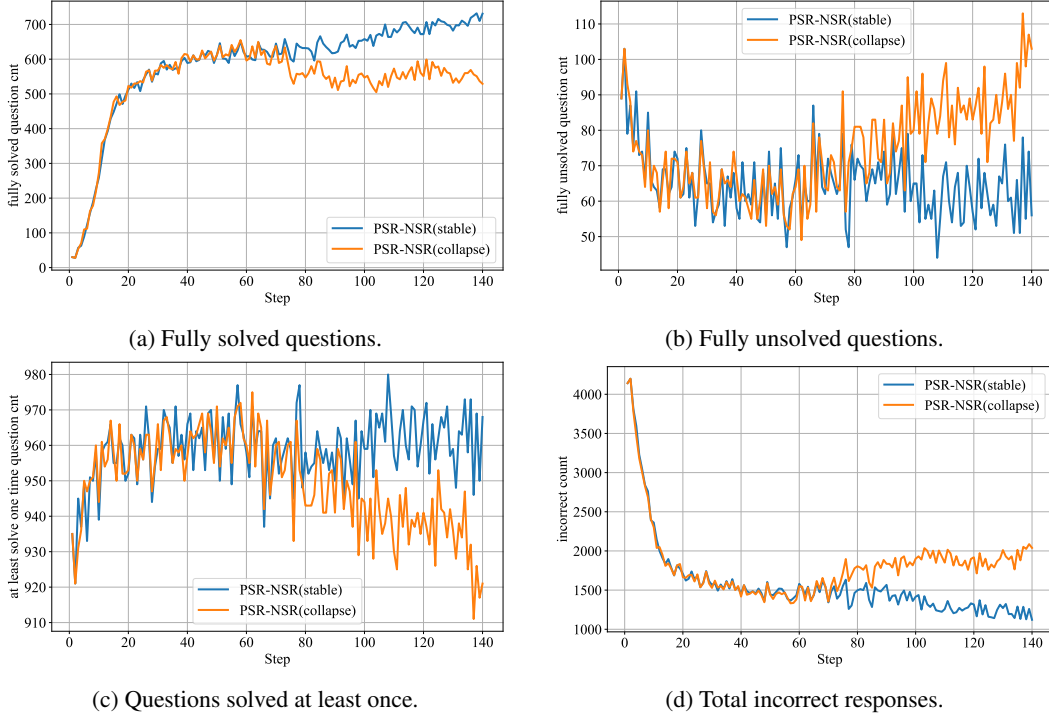 700
600
500
400
300
200
100
0
fully solved question cnt
PSR-NSR(stable)
PSR-NSR(collapse)
0 20 40 60 80 100 120 140
Step
(a) Fully solved questions.
110
100
90
80
70
60
50
fully unsolved question cnt
PSR-NSR(stable)
PSR-NSR(collapse)
0 20 40 60 80 100 120 140
Step
(b) Fully unsolved questions.
980
970
960
950
940
930
920
910
at least solve one time question cnt
PSR-NSR(stable)
PSR-NSR(collapse)
0 20 40 60 80 100 120 140
Step
(c) Questions solved at least once.
4000
3500
3000
2500
2000
1500
1000
incorrect count
PSR-NSR(stable)
PSR-NSR(collapse)
0 20 40 60 80 100 120 140
Step
(d) Total incorrect responses.